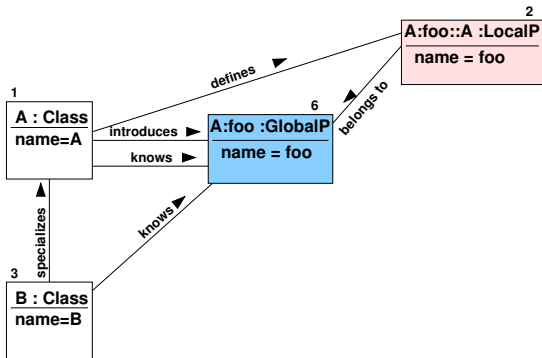 2
A:foo::A :LocalP
name = foo
defines
belongs to
1
A : Class
name=A
introduces
knows
6
A:foo :GlobalP
name = foo
specializes
knows
3
B : Class
name=B